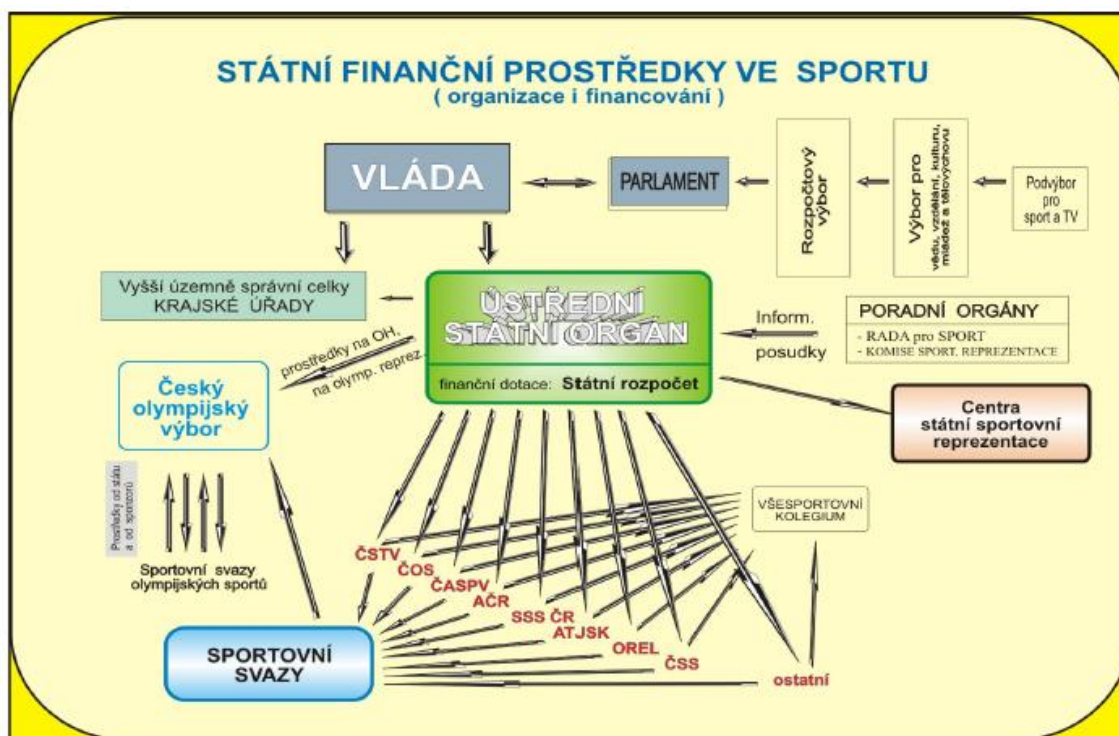 STÁTNÍ FINANČNÍ PROSTŘEDKY VE SPORTU
( organizace i financování )
VLÁDA
PARLAMENT
Rozpočtový
výbor
Výbor pro
vědu, vzdělání, kulturu,
mládež a tělovýchovu
Podvýbor
pro
sport a TV
Vyšší územně správní celky
KRAJSKÉ ÚŘADY
ÚSTŘEDNÍ
STÁTNÍ ORGÁN
finanční dotace: Státní rozpočet
Inform.
posudky
PORADNÍ ORGÁNY
- RADA pro SPORT
- KOMISE SPORT. REPREZENTACE
prostředky na OH,
na olymp. reprez.
Český
olympijský
výbor
Centra
státní sportovní
reprezentace
Prostředky od státu
a od sponzorů
Sportovní svazy
olympijských sportů
VŠESPORTOVNÍ
KOLEGIUM
ČSTV
ČOS
ČASPV
AČR
SSS ČR
ATJSK
OREL
ČSS
ostatní
SPORTOVNÍ
SVAZY